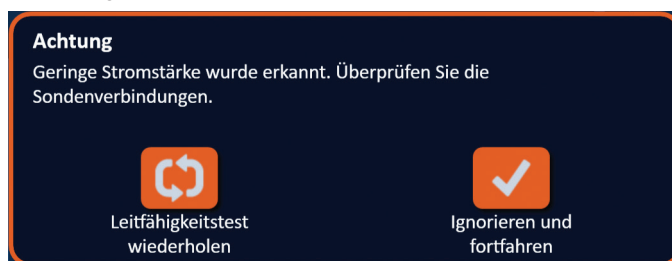 Achtung
Geringe Stromstärke wurde erkannt. Überprüfen Sie die
Sondenverbindungen.
Leitfähigkeitstest
wiederholen
Ignorieren und
fortfahren